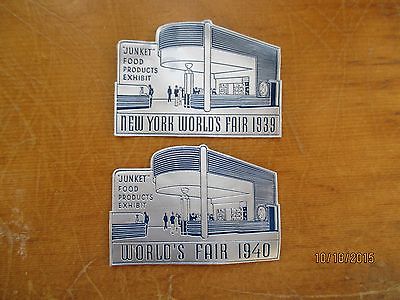 "JUNKET"
FOOD
PRODUCTS
EXHIBIT
NEW YORK WORLD'S FAIR 1939
"JUNKET"
FOOD
PRODUCTS
EXHIBIT
WORLD'S FAIR 1940
10/18/2015